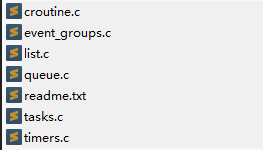 croutine.c
event_groups.c
list.c
queue.c
readme.txt
tasks.c
timers.c